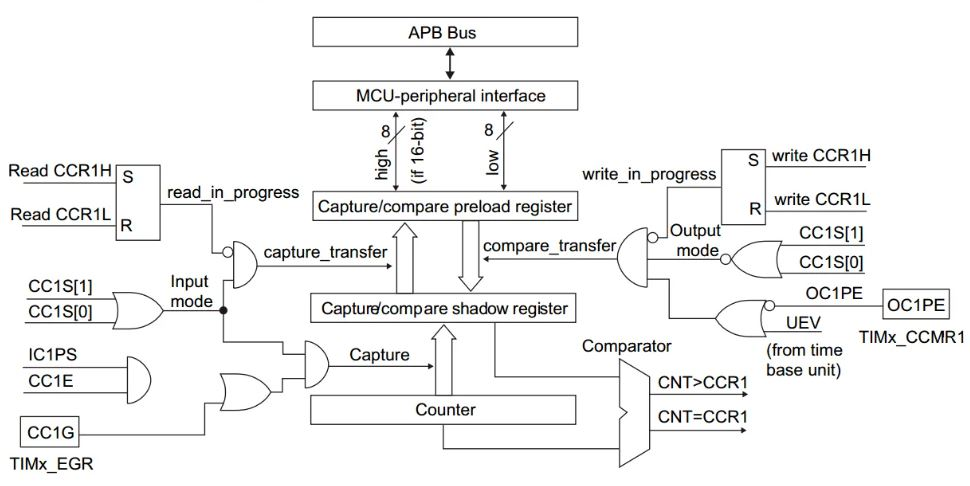 APB Bus
MCU-peripheral interface
8
high
(if 16-bit)
8
low
Read CCR1H
S
read_in_progress
Read CCR1L
R
write_in_progress
S
write CCR1H
R
write CCR1L
Capture/compare preload register
capture_transfer
compare_transfer
Output
mode
CC1S[1]
CC1S[0]
CC1S[1]
CC1S[0]
Input
mode
Capture/compare shadow register
OC1PE
OC1PE
UEV
TIMx_CCMR1
(from time
base unit)
IC1PS
CC1E
Capture
Comparator
CNT>CCR1
CNT=CCR1
Counter
CC1G
TIMx_EGR